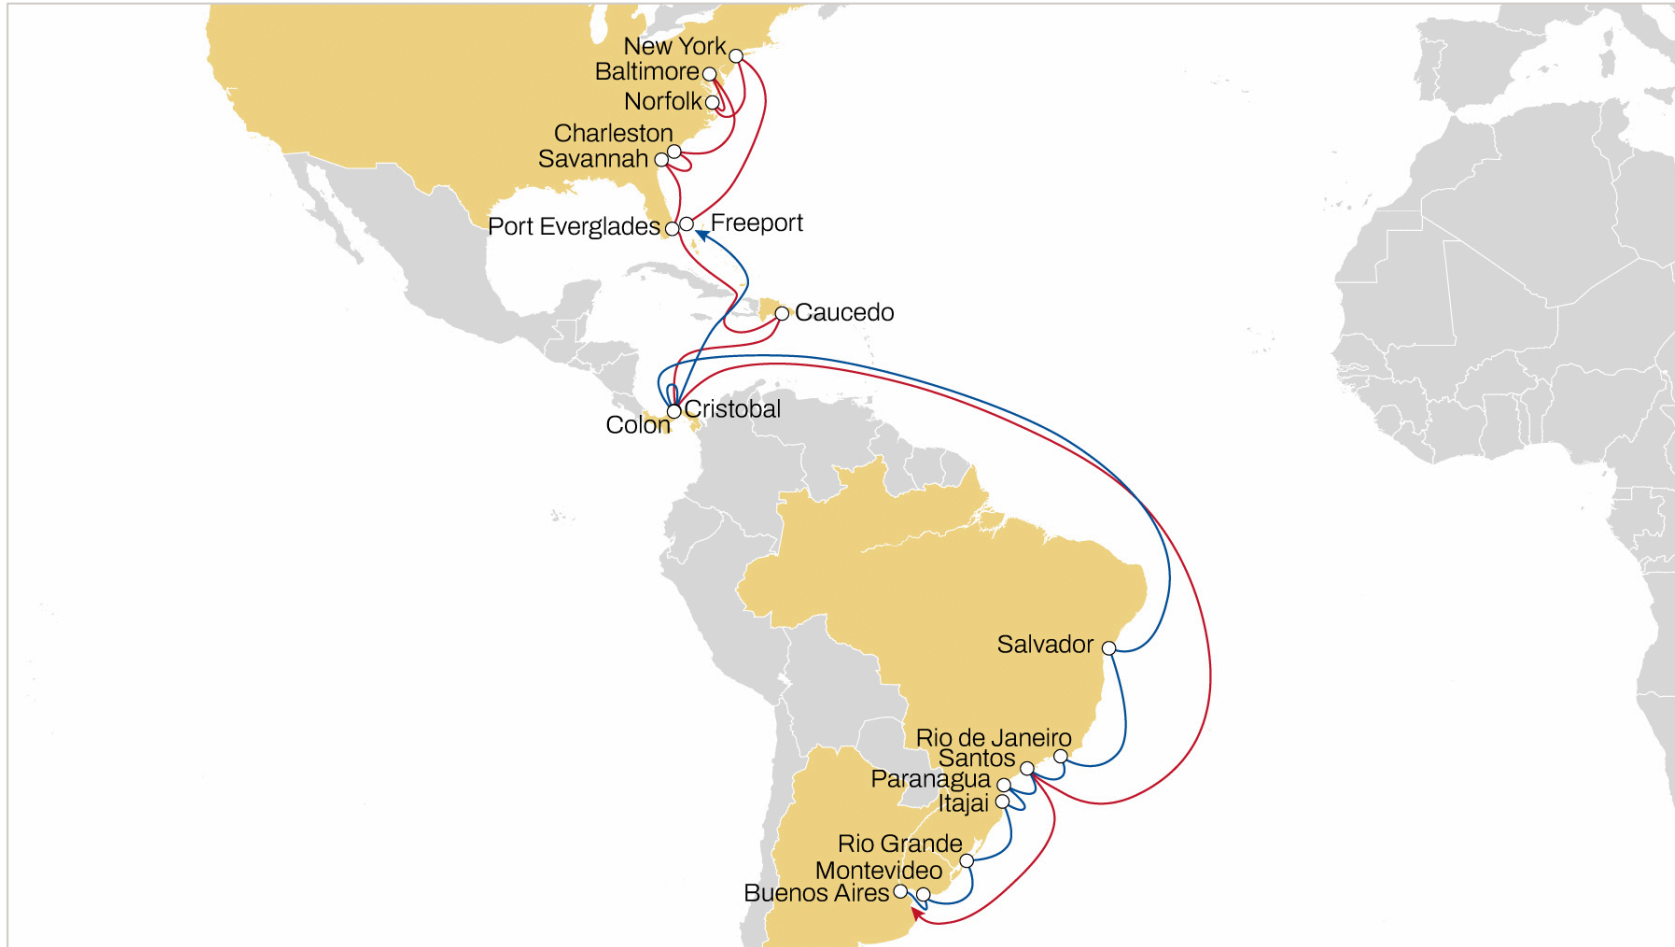 New York
Baltimore
Norfolk
Charleston
Savannah
Port Everglades
Freeport
Caucedo
Cristobal
Colon
Salvador
Rio de Janeiro
Santos
Paranagua
Itajai
Rio Grande
Montevideo
Buenos Aires